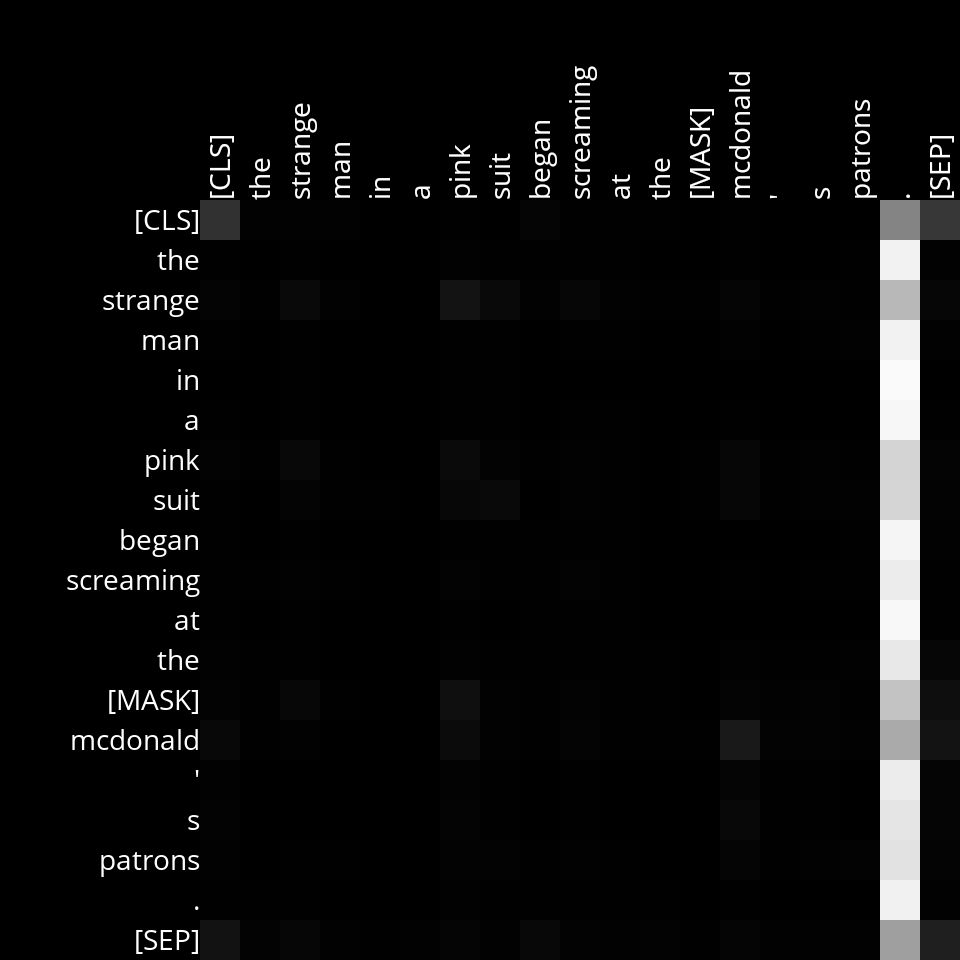 [CLS] the strange man in a pink suit began screaming at the [MASK] mcdonald ' s patrons . [SEP]
[CLS]
the
strange
man
in
a
pink
suit
began
screaming
at
the
[MASK]
mcdonald
'
s
patrons
.
[SEP]